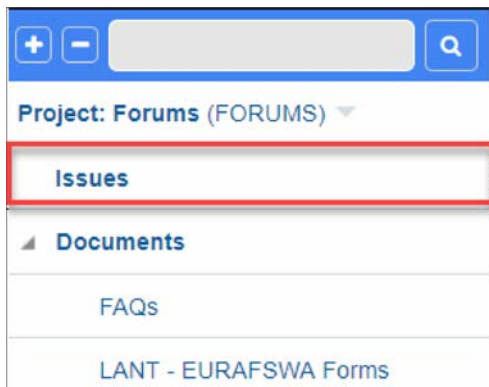 Project: Forums (FORUMS)
Issues
Documents
FAQs
LANT - EURAFSWA Forms